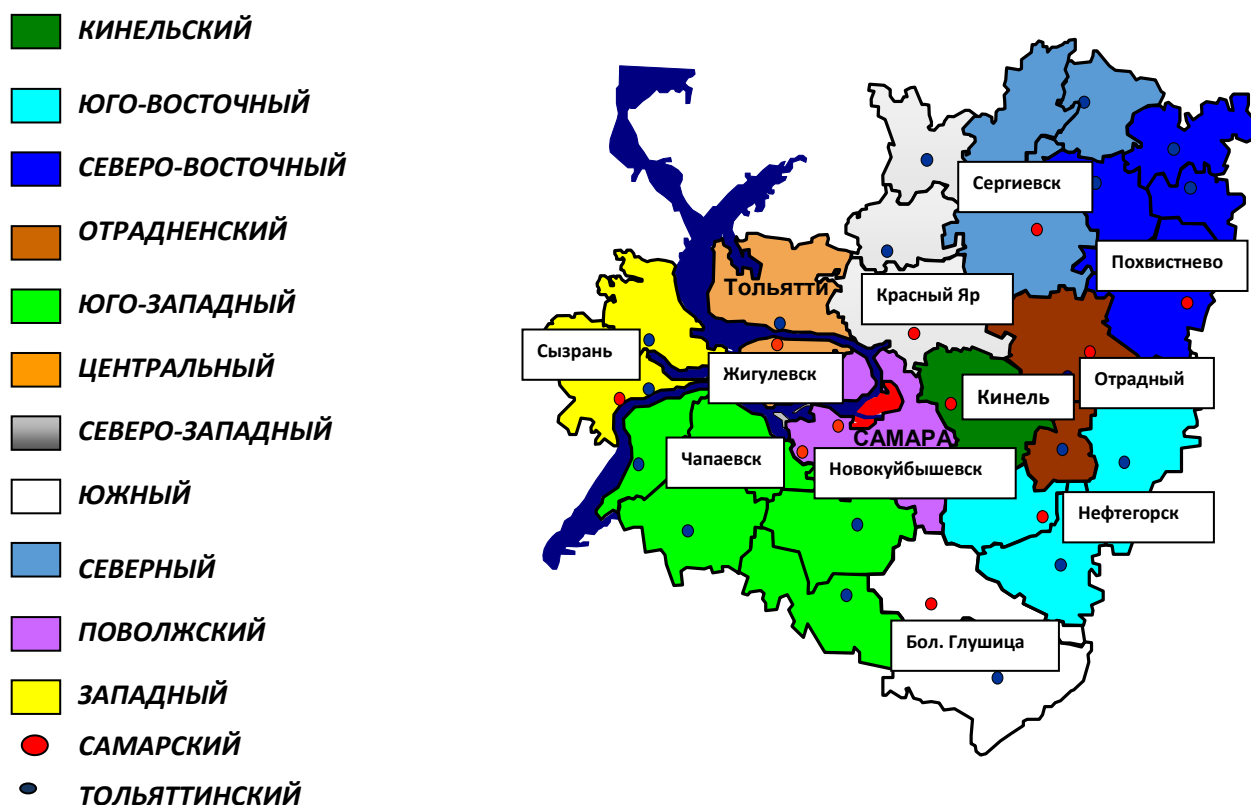 КИНЕЛЬСКИЙ
ЮГО-ВОСТОЧНЫЙ
СЕВЕРО-ВОСТОЧНЫЙ
ОТРАДНЕНСКИЙ
ЮГО-ЗАПАДНЫЙ
ЦЕНТРАЛЬНЫЙ
СЕВЕРО-ЗАПАДНЫЙ
ЮЖНЫЙ
СЕВЕРНЫЙ
ПОВОЛЖСКИЙ
ЗАПАДНЫЙ
САМАРСКИЙ
ТОЛЬЯТТИНСКИЙ
Сергиевск
Похвистнево
Тольятти
Красный Яр
Сызрань
Жигулевск
Кинель
Отрадный
САМАРА
Чапаевск
Новокуйбышевск
Нефтегорск
Бол. Глушица